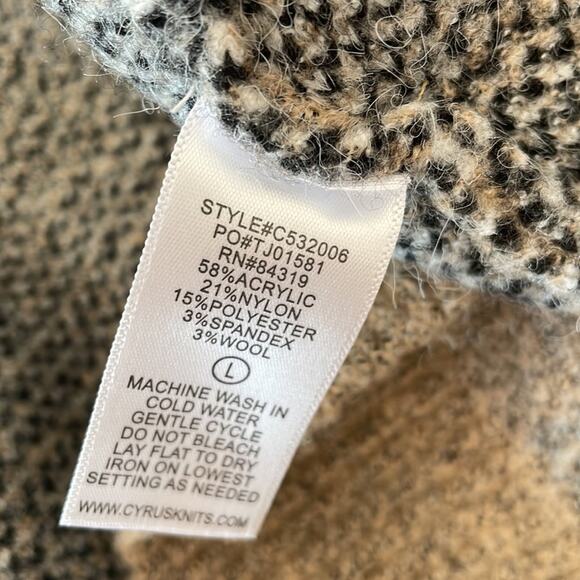 STYLE#C532006
PO#TJ01581
RN#84319
58%ACRYLIC
21%NYLON
15%POLYESTER
3%SPANDEX
3%WOOL
L
MACHINE WASH IN
COLD WATER
GENTLE CYCLE
DO NOT BLEACH
LAY FLAT TO DRY
IRON ON LOWEST
SETTING AS NEEDED
WWW.CYRUSKNITS.COM